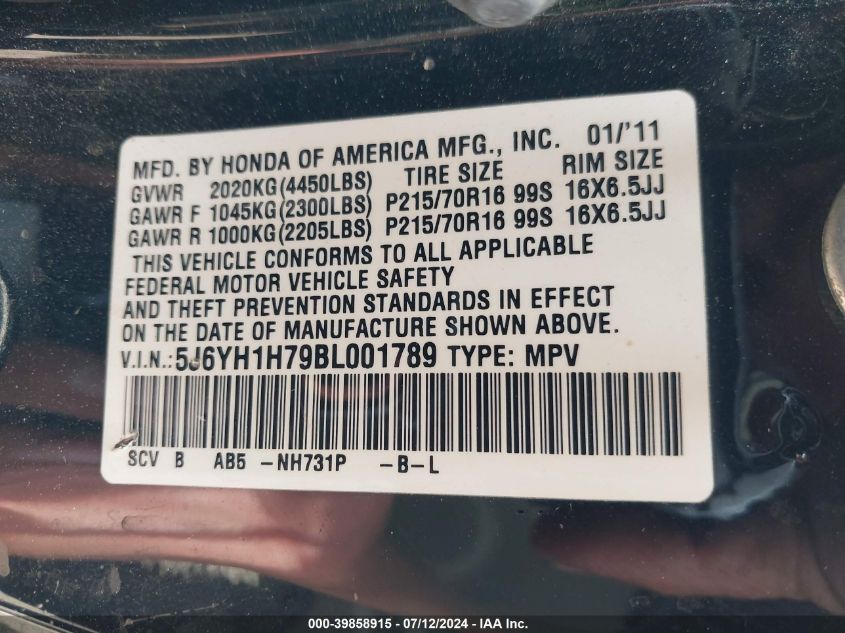 MFD. BY HONDA OF AMERICA MFG., INC. 01/'11
GVWR 2020KG(4450LBS) TIRE SIZE RIM SIZE
GAWR F 1045KG(2300LBS) P215/70R16 99S 16X6.5JJ
GAWR R 1000KG(2205LBS) P215/70R16 99S 16X6.5JJ
THIS VEHICLE CONFORMS TO ALL APPLICABLE
FEDERAL MOTOR VEHICLE SAFETY
AND THEFT PREVENTION STANDARDS IN EFFECT
ON THE DATE OF MANUFACTURE SHOWN ABOVE.
V.I.N.:5J6YH1H79BL001789 TYPE: MPV
SCV B AB5 -NH731P -B-L
000-39858915 - 07/12/2024 - IAA Inc.